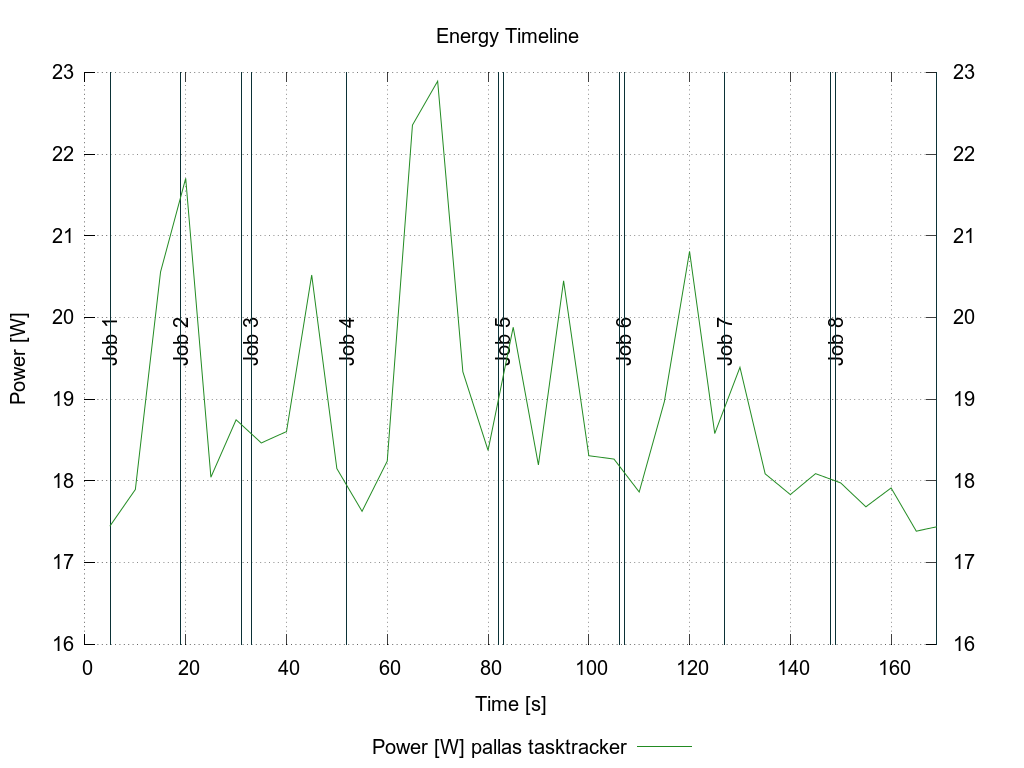 Energy Timeline
23 23
22 22
21 21
20 20
19 19
18 18
17 17
16 16
Power [W]
Job 1 Job 2 Job 3 Job 4 Job 5 Job 6 Job 7 Job 8
0 20 40 60 80 100 120 140 160
Time [s]
Power [W] pallas tasktracker